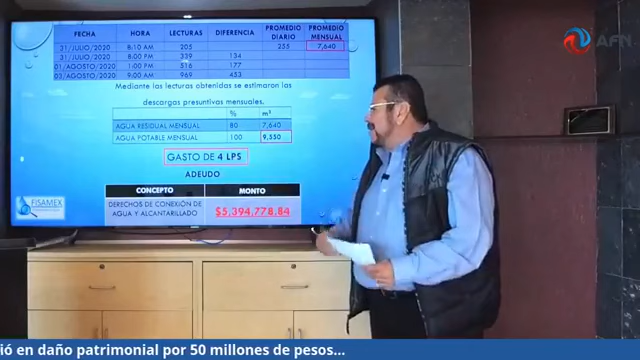 FECHA HORA LECTURAS DIFERENCIA PROMEDIO DIARIO PROMEDIO MENSUAL
31/JULIO/2020 8:10 AM 205 255 7,640
31/JULIO/2020 8:00 PM 339 134
01/AGOSTO/2020 1:00 PM 516 177
03/AGOSTO/2020 9:00 AM 969 453
Mediante las lecturas obtenidas se estimaron las
descargas presuntivas mensuales.
% m³
AGUA RESIDUAL MENSUAL 80 7,640
AGUA POTABLE MENSUAL 100 9,550
GASTO DE 4 LPS
ADEUDO
CONCEPTO MONTO
DERECHOS DE CONEXIÓN DE
AGUA Y ALCANTARILLADO $5,394,778.84
FISAMEX
AFN
ió en daño patrimonial por 50 millones de pesos...